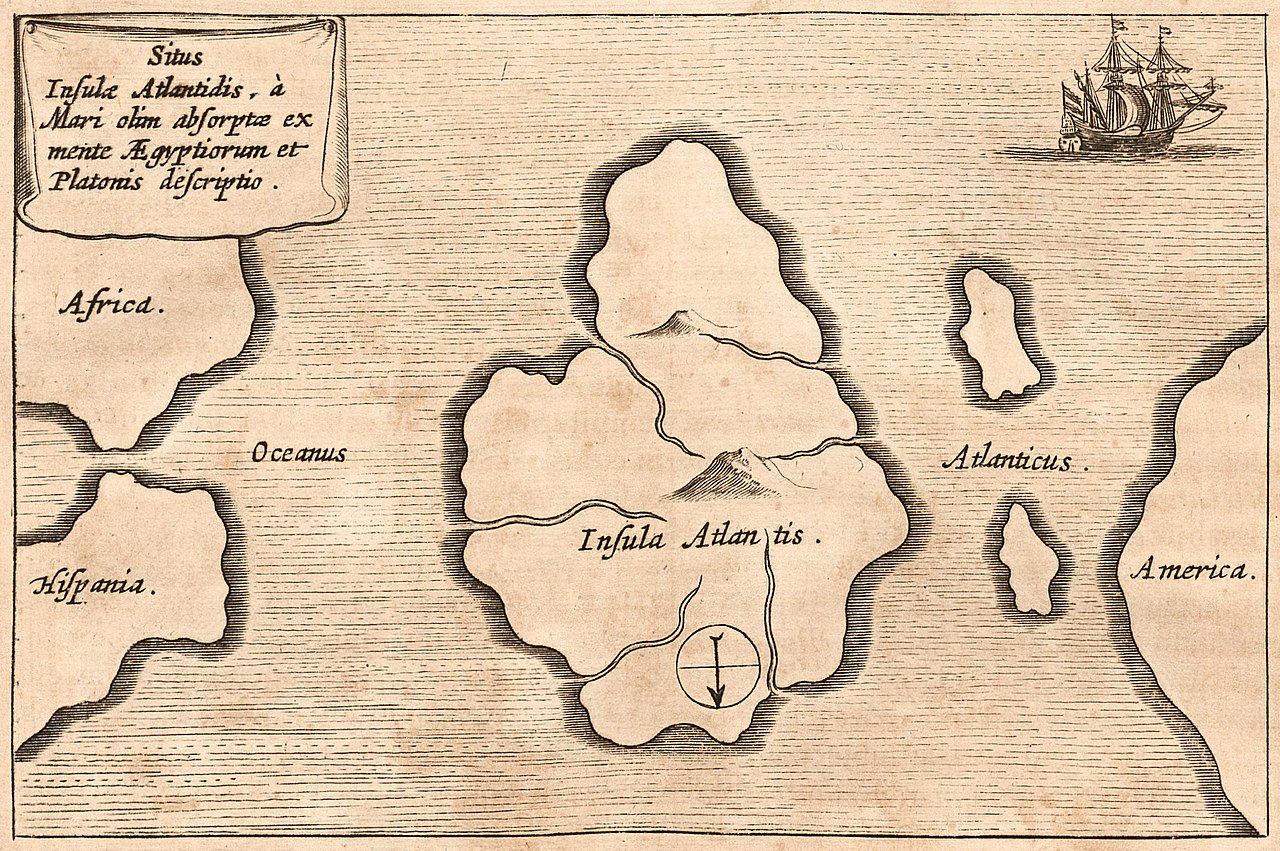 Situs
Inſulæ Atlantidis, à
Mari olim abſorptæ ex
mente Ægyptiorum et
Platonis deſcriptio.
Africa.
Oceanus
Atlanticus.
Inſula Atlantis.
Hiſpania.
America.